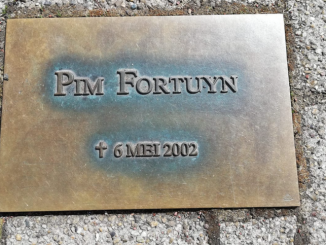 PIM FORTUYN
† 6 MEI 2002